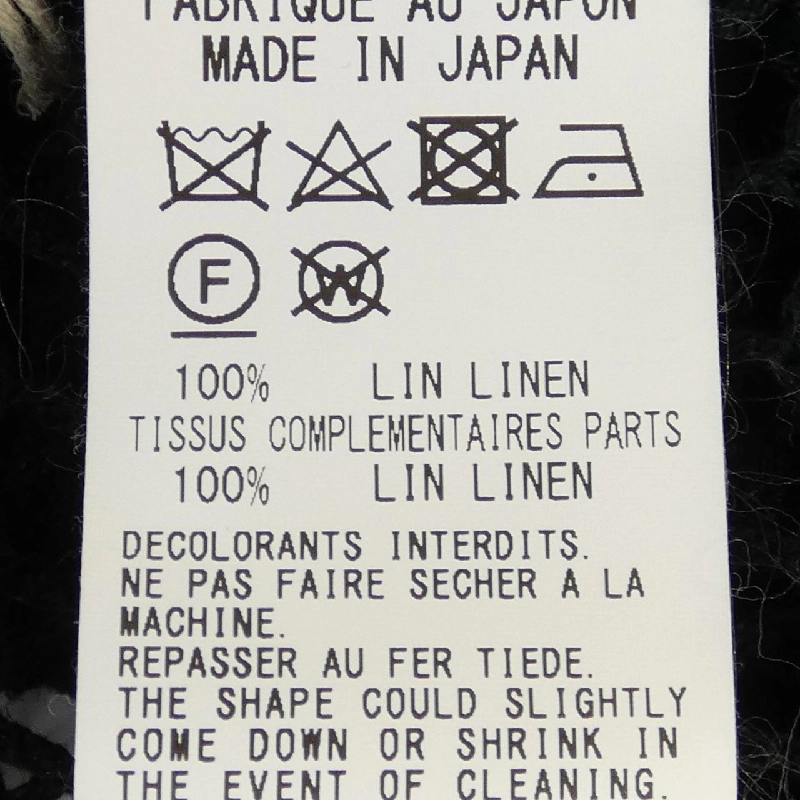 FABRIQUE AU JAPON
MADE IN JAPAN
F W
100% LIN LINEN
TISSUS COMPLEMENTAIRES PARTS
100% LIN LINEN
DECOLORANTS INTERDITS.
NE PAS FAIRE SECHER A LA
MACHINE.
REPASSER AU FER TIEDE.
THE SHAPE COULD SLIGHTLY
COME DOWN OR SHRINK IN
THE EVENT OF CLEANING.